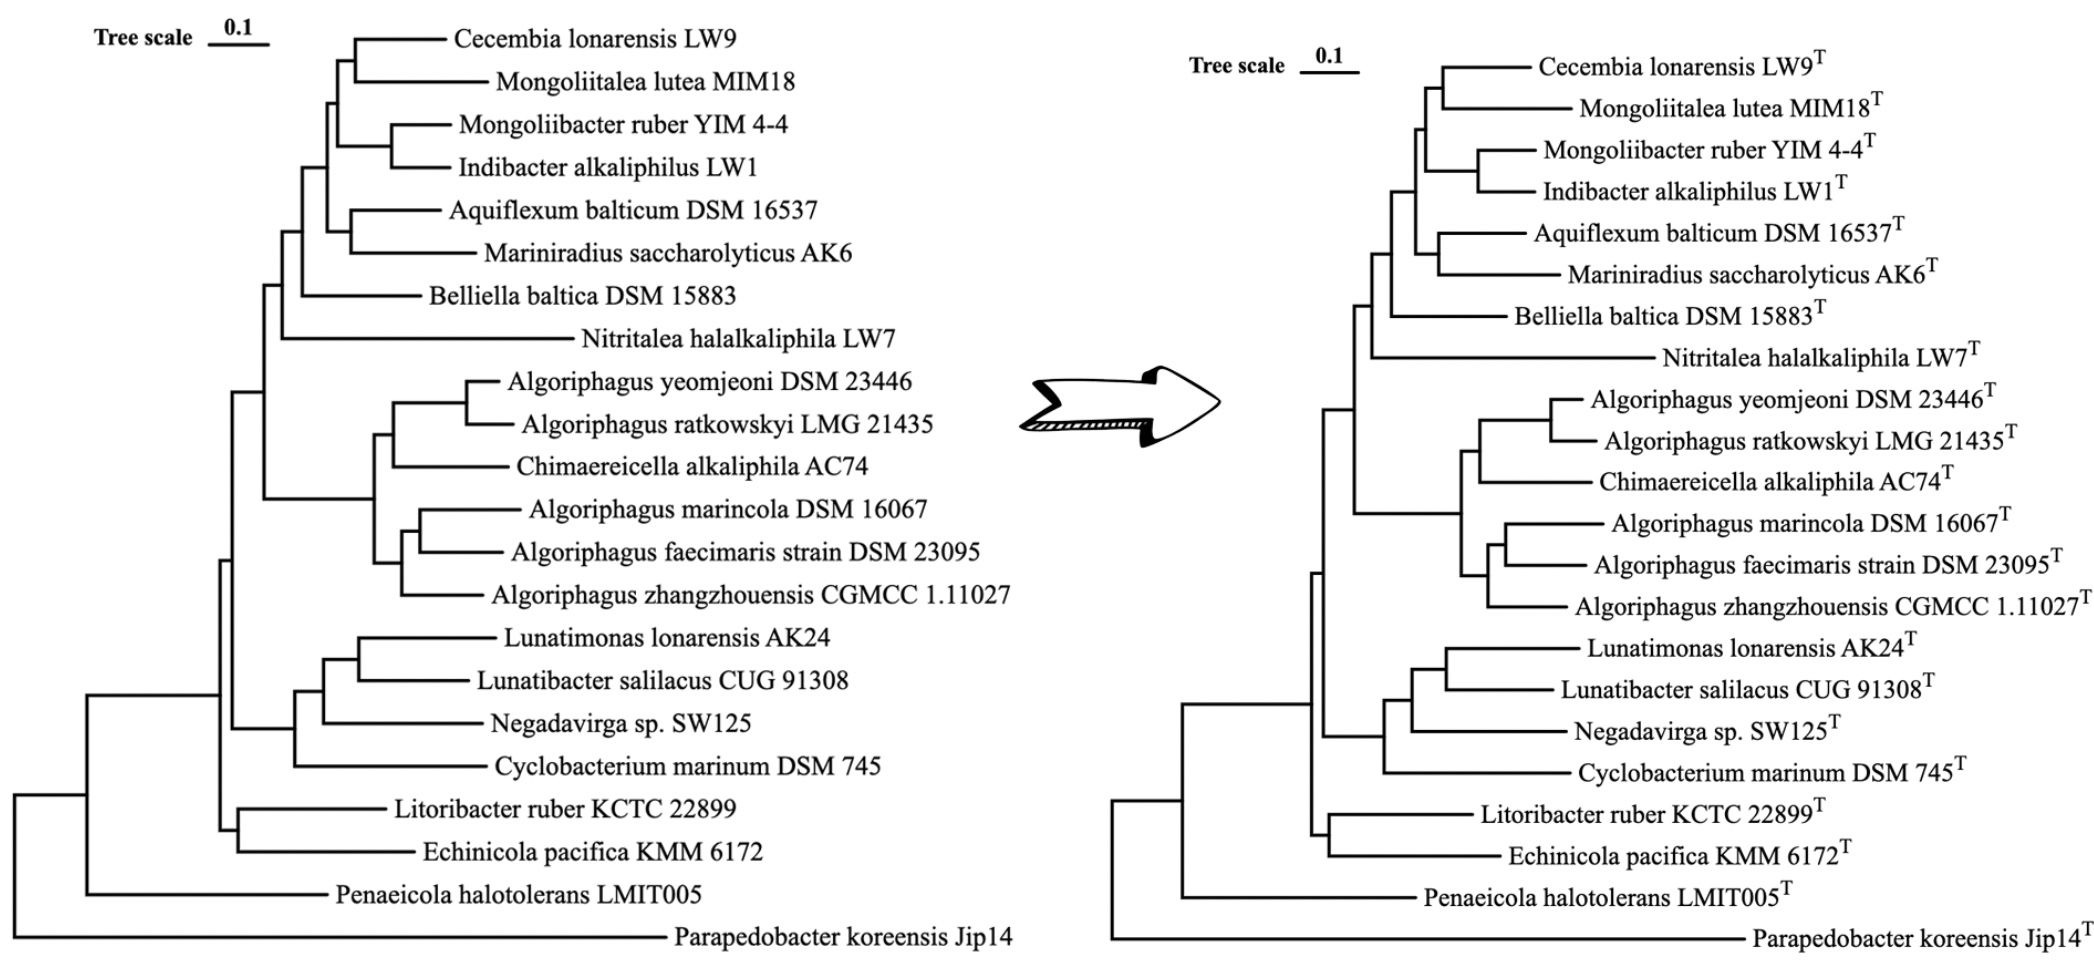 Tree scale 0.1
Cecembia lonarensis LW9
Mongoliitalea lutea MIM18
Mongoliibacter ruber YIM 4-4
Indibacter alkaliphilus LW1
Aquiflexum balticum DSM 16537
Mariniradius saccharolyticus AK6
Belliella baltica DSM 15883
Nitritalea halalkaliphila LW7
Algoriphagus yeomjeoni DSM 23446
Algoriphagus ratkowskyi LMG 21435
Chimaereicella alkaliphila AC74
Algoriphagus marincola DSM 16067
Algoriphagus faecimaris strain DSM 23095
Algoriphagus zhangzhouensis CGMCC 1.11027
Lunatimonas lonarensis AK24
Lunatibacter salilacus CUG 91308
Negadavirga sp. SW125
Cyclobacterium marinum DSM 745
Litoribacter ruber KCTC 22899
Echinicola pacifica KMM 6172
Penaeicola halotolerans LMIT005
Parapedobacter koreensis Jip14
Tree scale 0.1
Cecembia lonarensis LW9ᵀ
Mongoliitalea lutea MIM18ᵀ
Mongoliibacter ruber YIM 4-4ᵀ
Indibacter alkaliphilus LW1ᵀ
Aquiflexum balticum DSM 16537ᵀ
Mariniradius saccharolyticus AK6ᵀ
Belliella baltica DSM 15883ᵀ
Nitritalea halalkaliphila LW7ᵀ
Algoriphagus yeomjeoni DSM 23446ᵀ
Algoriphagus ratkowskyi LMG 21435ᵀ
Chimaereicella alkaliphila AC74ᵀ
Algoriphagus marincola DSM 16067ᵀ
Algoriphagus faecimaris strain DSM 23095ᵀ
Algoriphagus zhangzhouensis CGMCC 1.11027ᵀ
Lunatimonas lonarensis AK24ᵀ
Lunatibacter salilacus CUG 91308ᵀ
Negadavirga sp. SW125ᵀ
Cyclobacterium marinum DSM 745ᵀ
Litoribacter ruber KCTC 22899ᵀ
Echinicola pacifica KMM 6172ᵀ
Penaeicola halotolerans LMIT005ᵀ
Parapedobacter koreensis Jip14ᵀ